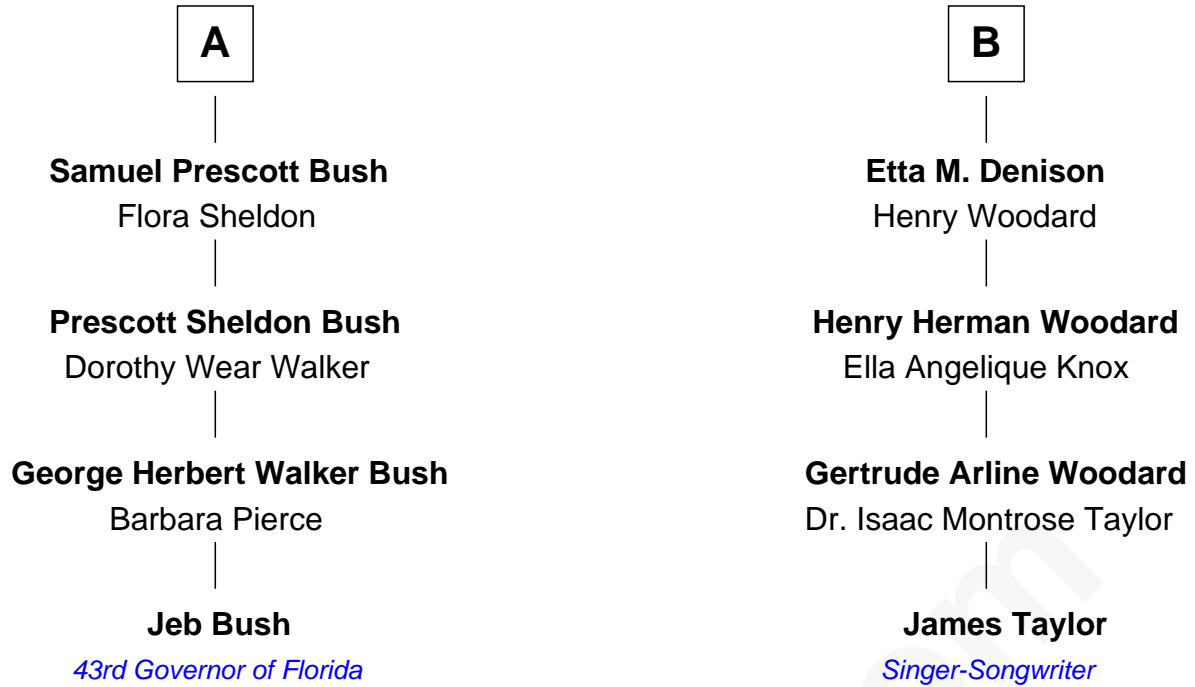 A
Samuel Prescott Bush
Flora Sheldon
Prescott Sheldon Bush
Dorothy Wear Walker
George Herbert Walker Bush
Barbara Pierce
Jeb Bush
43rd Governor of Florida
B
Etta M. Denison
Henry Woodard
Henry Herman Woodard
Ella Angelique Knox
Gertrude Arline Woodard
Dr. Isaac Montrose Taylor
James Taylor
Singer-Songwriter
om